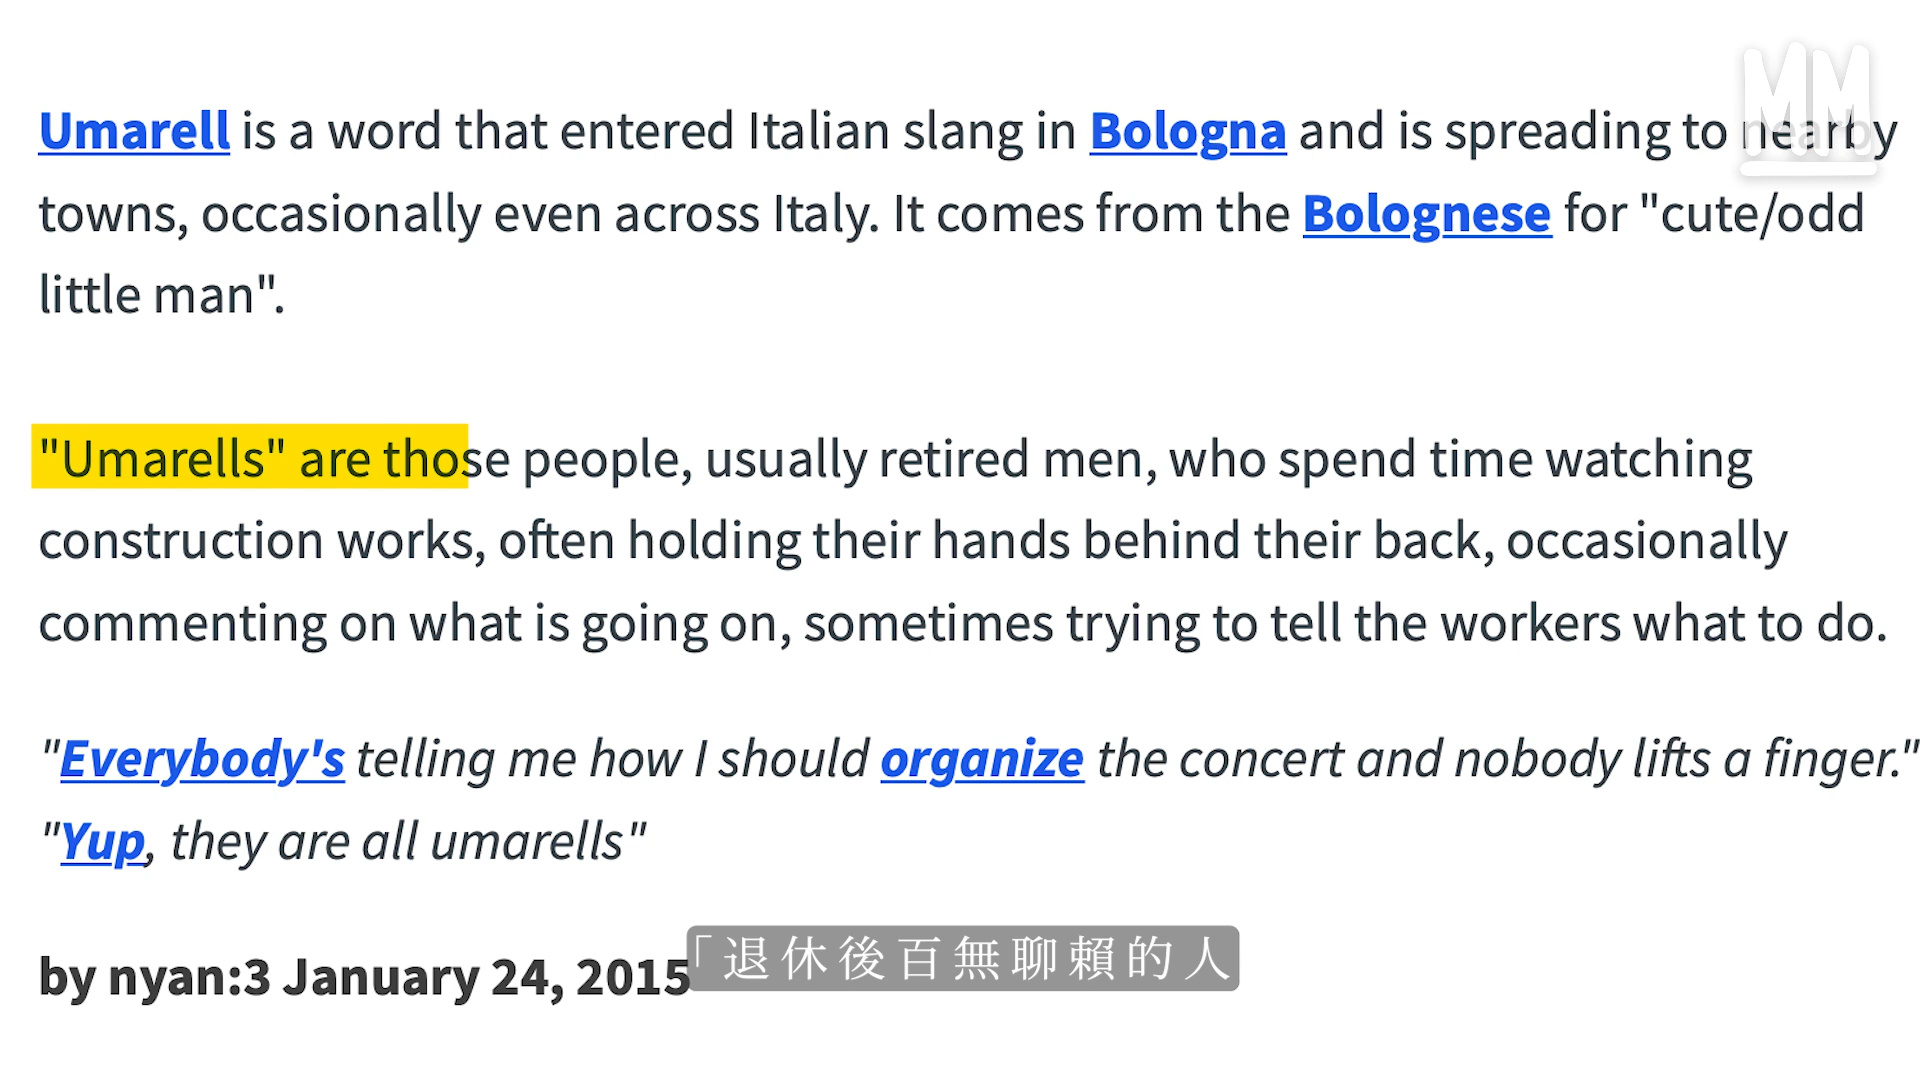 MM
Umarell is a word that entered Italian slang in Bologna and is spreading to nearby
towns, occasionally even across Italy. It comes from the Bolognese for "cute/odd
little man".
"Umarells" are those people, usually retired men, who spend time watching
construction works, often holding their hands behind their back, occasionally
commenting on what is going on, sometimes trying to tell the workers what to do.
"Everybody's telling me how I should organize the concert and nobody lifts a finger."
"Yup, they are all umarells"
by nyan:3 January 24, 2015
「退休後百無聊賴的人